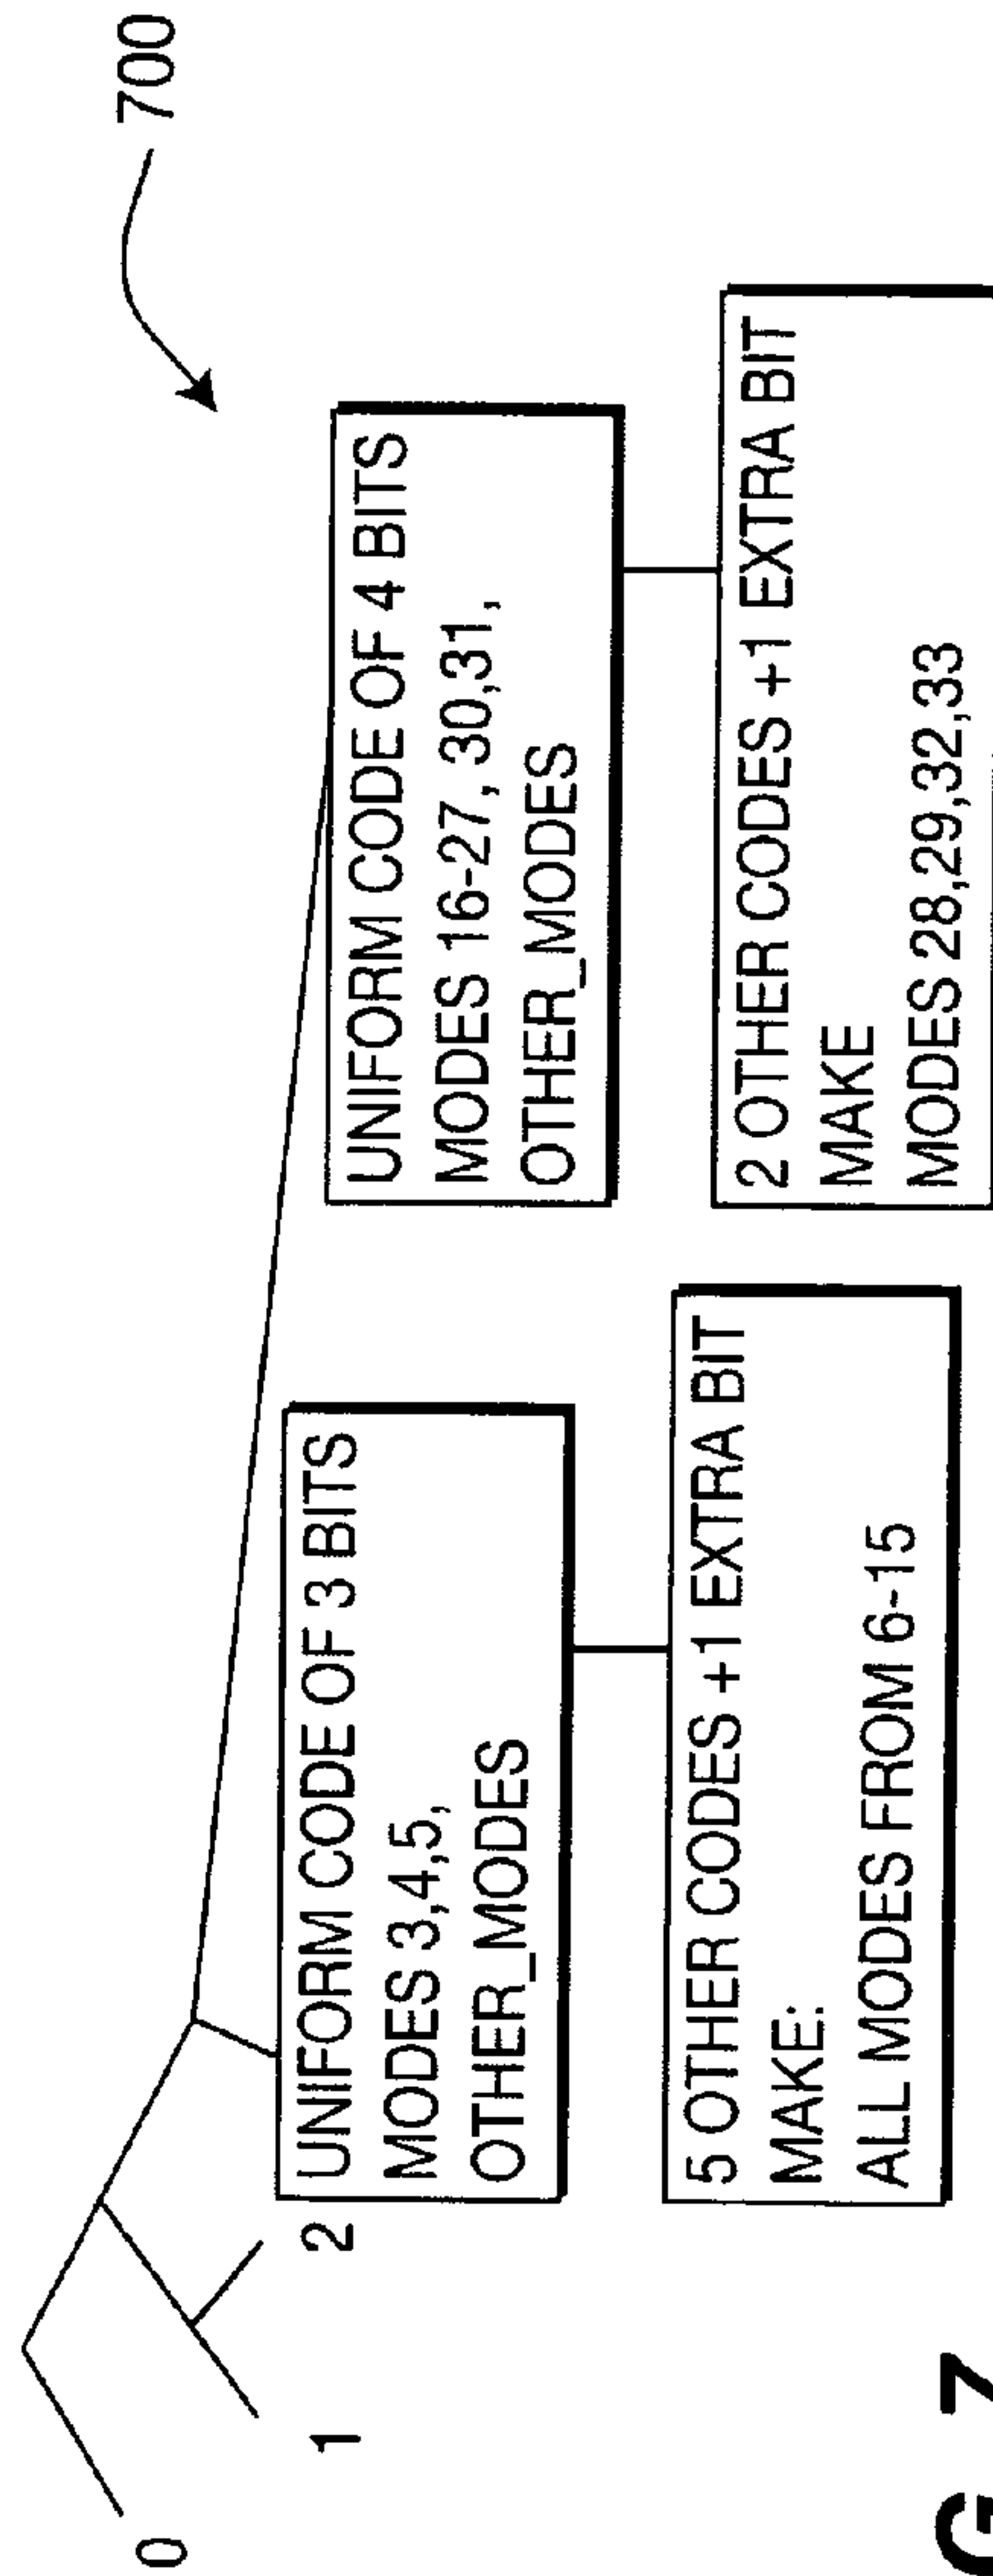 700
0
1
2
UNIFORM CODE OF 3 BITS
MODES 3,4,5,
OTHER_MODES
UNIFORM CODE OF 4 BITS
MODES 16-27, 30,31,
OTHER_MODES
5 OTHER CODES +1 EXTRA BIT
MAKE:
ALL MODES FROM 6-15
2 OTHER CODES +1 EXTRA BIT
MAKE
MODES 28,29,32,33
G 7